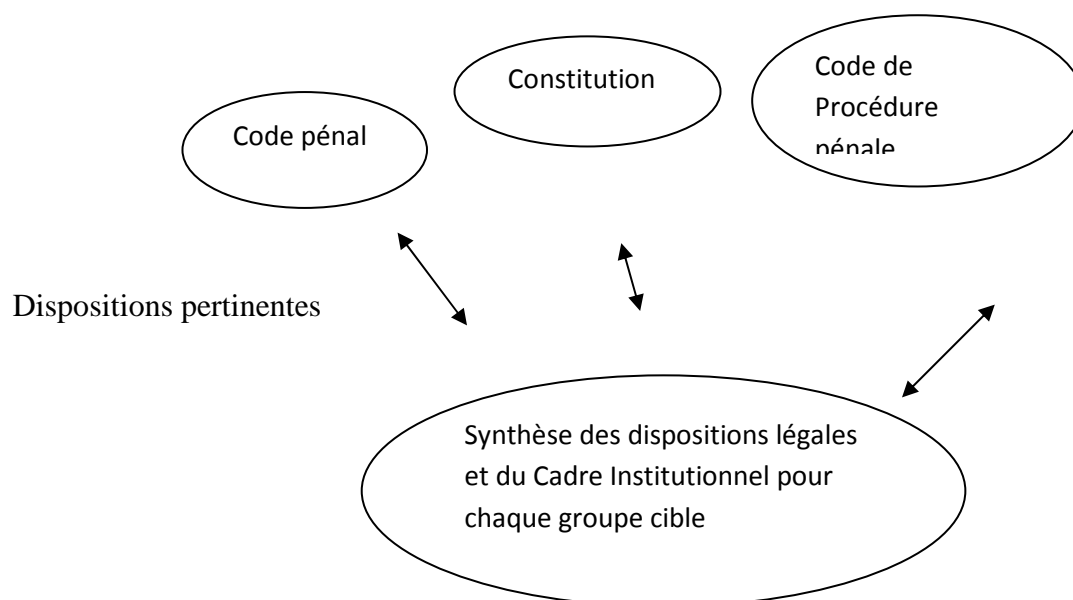 Code pénal
Constitution
Code de
Procédure
pénale
Dispositions pertinentes
Synthèse des dispositions légales
et du Cadre Institutionnel pour
chaque groupe cible